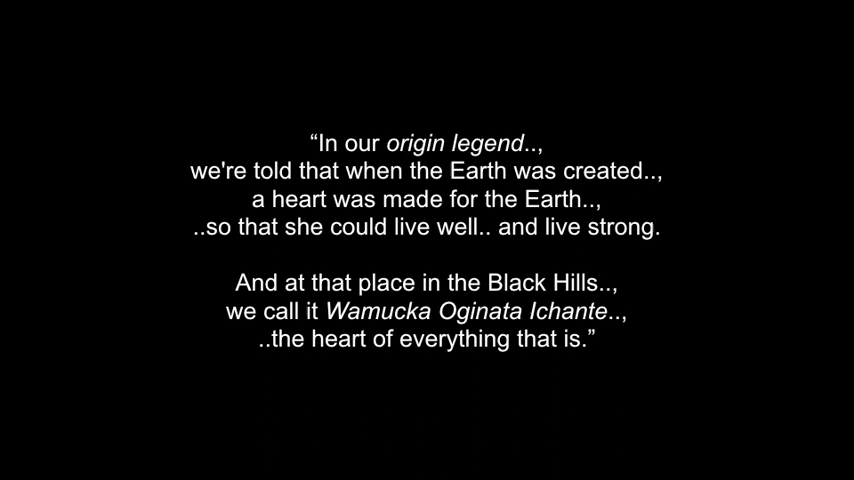 “In our origin legend..,
we're told that when the Earth was created..,
a heart was made for the Earth..,
..so that she could live well.. and live strong.
And at that place in the Black Hills..,
we call it Wamucka Oginata Ichante..,
..the heart of everything that is.”